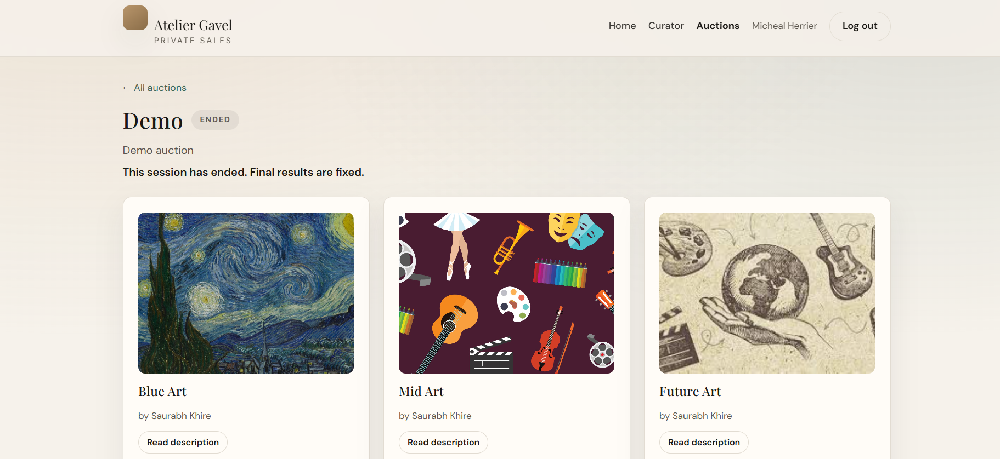 Atelier Gavel
PRIVATE SALES
Home Curator Auctions Micheal Herrier Log out
← All auctions
Demo ENDED
Demo auction
This session has ended. Final results are fixed.
Blue Art
by Saurabh Khire
Read description
Mid Art
by Saurabh Khire
Read description
Future Art
by Saurabh Khire
Read description